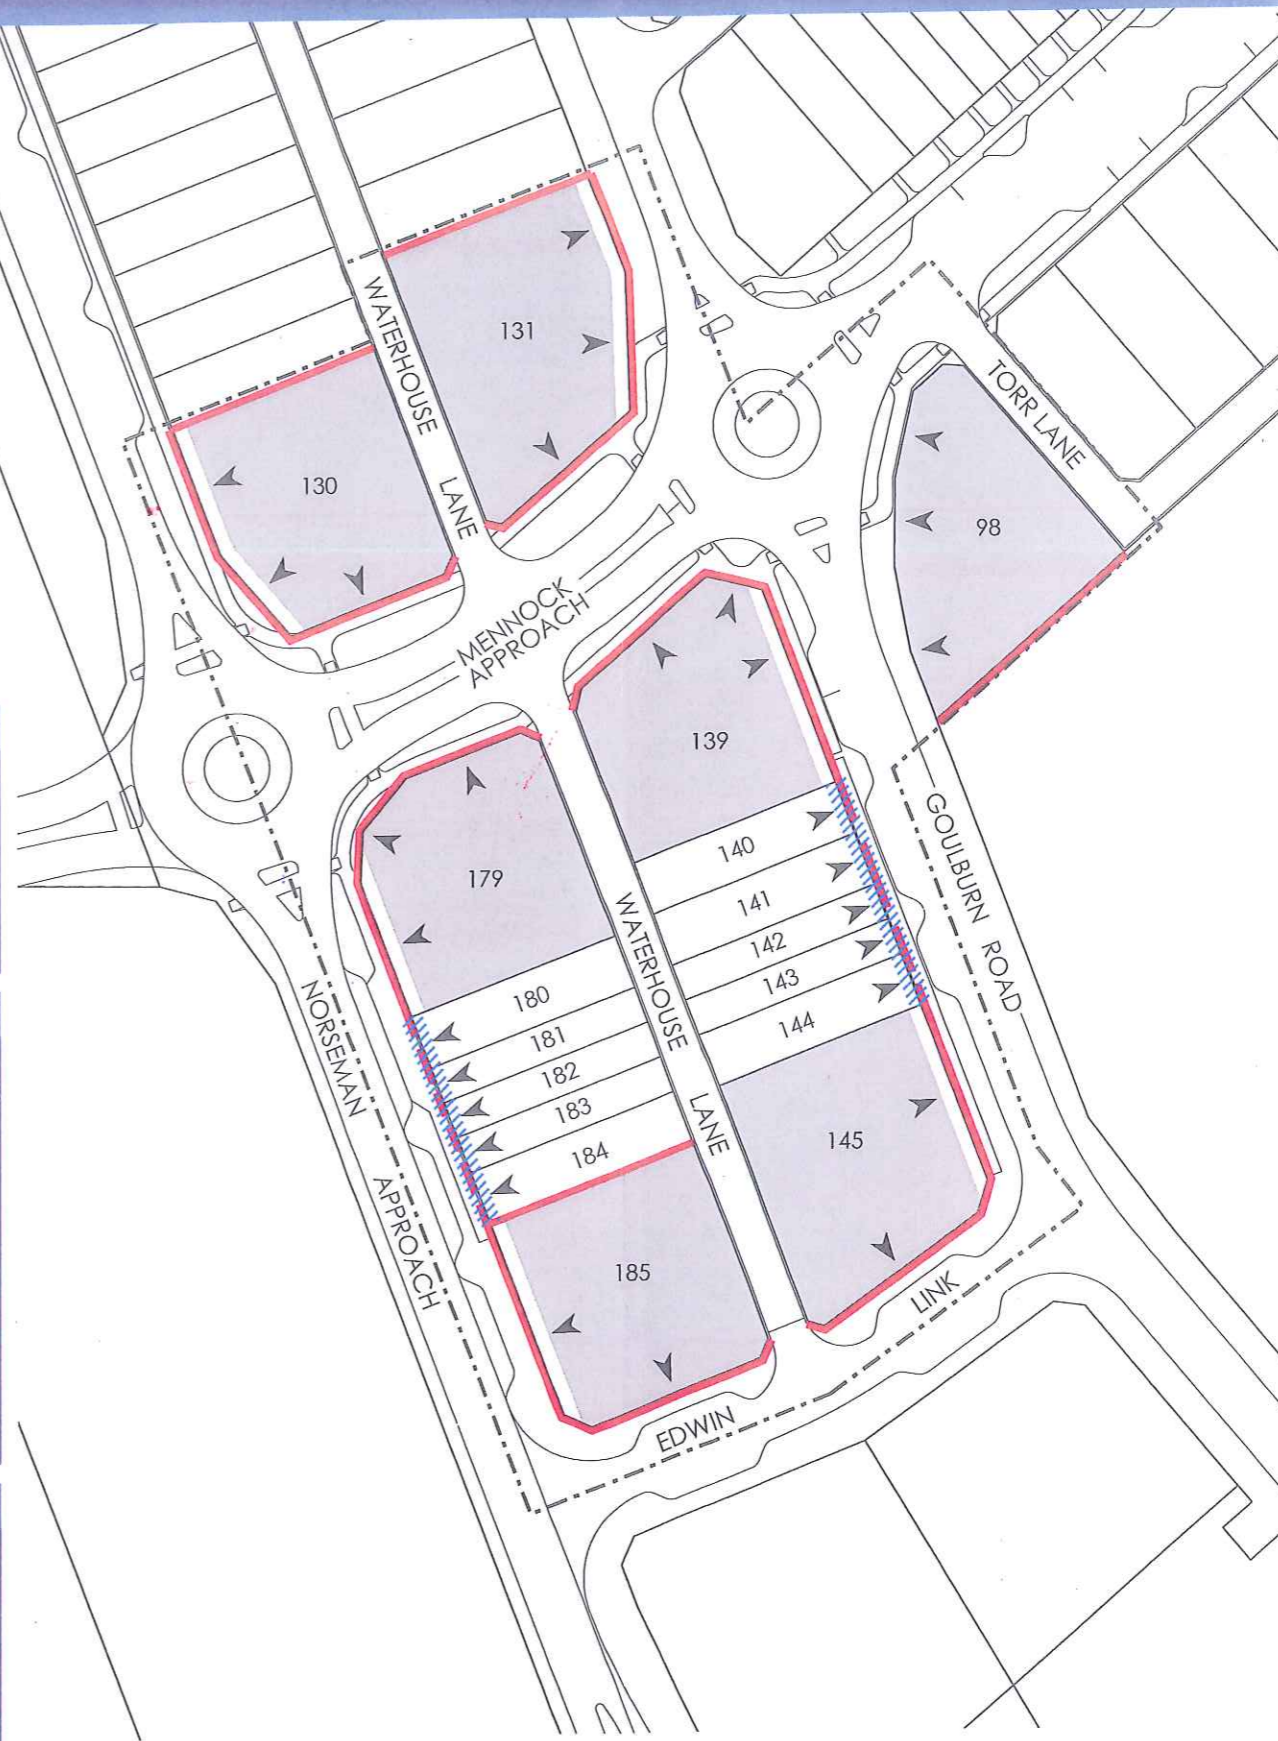 131
WATERHOUSE
LANE
130
TORR LANE
98
MENNOCK
APPROACH
139
179
140
141
142
143
144
GOULBURN
ROAD
WATERHOUSE
LANE
180
181
182
183
184
145
NORSEMAN
APPROACH
185
EDWIN
LINK